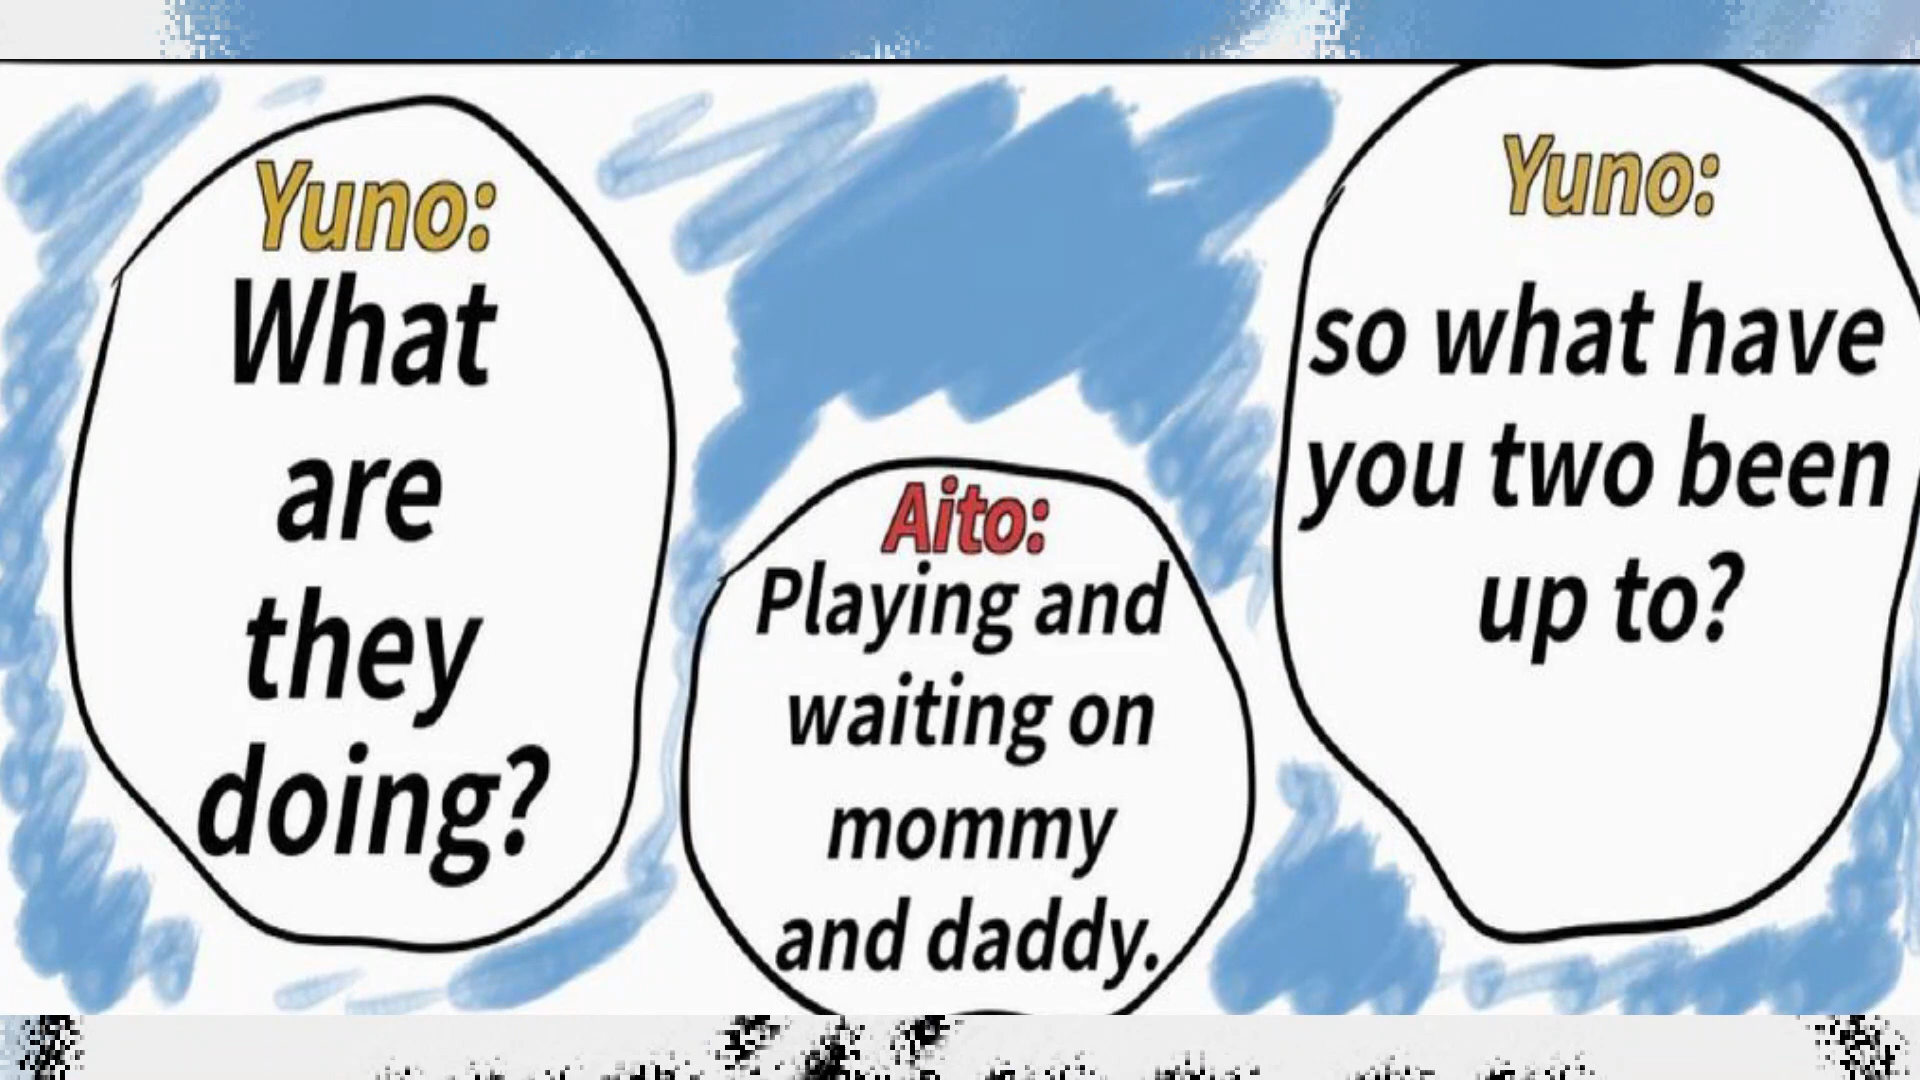 Yuno:
What
are
they
doing?
Aito:
Playing and
waiting on
mommy
and daddy.
Yuno:
so what have
you two been
up to?